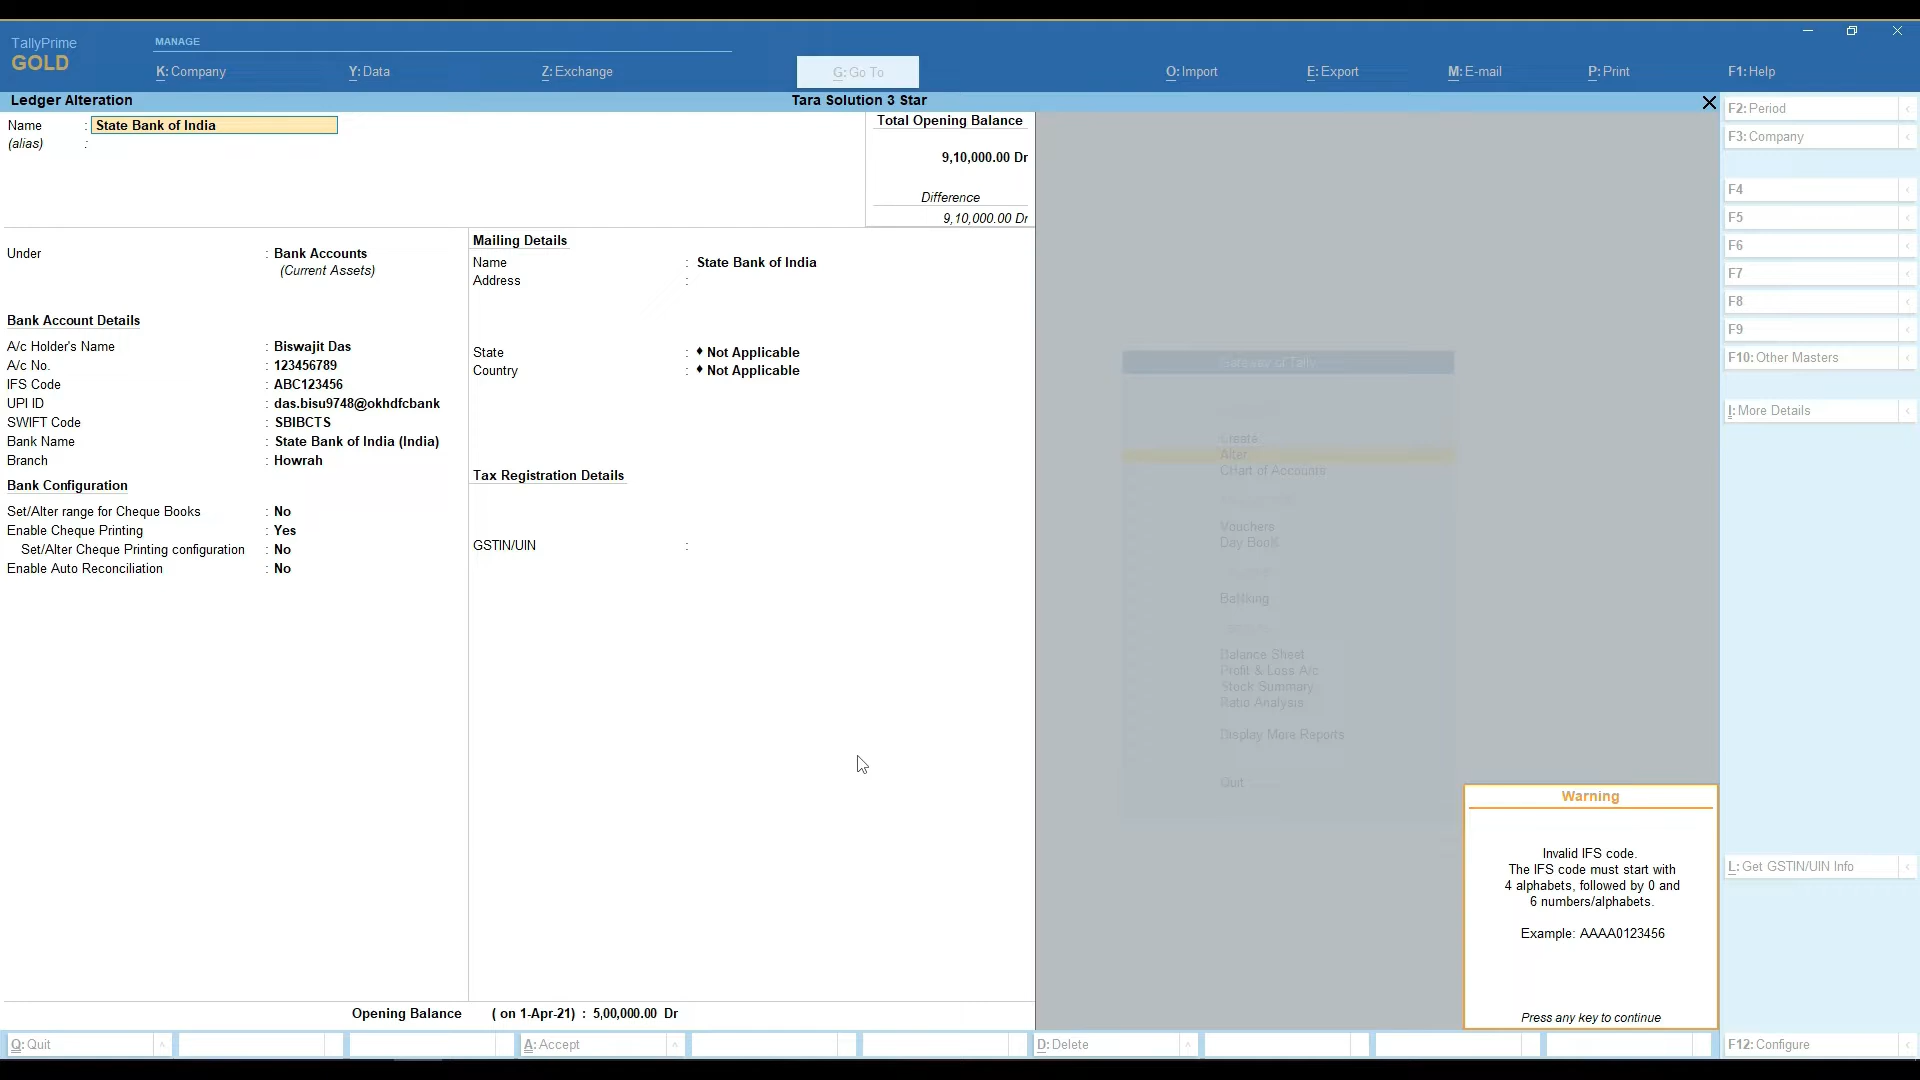 TallyPrime
GOLD
MANAGE
K: Company
Y: Data
Z: Exchange
G: Go To
O: Import
E: Export
M: E-mail
P: Print
F1: Help
Ledger Alteration
Tara Solution 3 Star
Name : State Bank of India
(alias) :
Total Opening Balance
9,10,000.00 Dr
Difference
9,10,000.00 Dr
Under : Bank Accounts
(Current Assets)
Bank Account Details
A/c Holder's Name : Biswajit Das
A/c No. : 123456789
IFS Code : ABC123456
UPI ID : das.bisu9748@okhdfcbank
SWIFT Code : SBIBCTS
Bank Name : State Bank of India (India)
Branch : Howrah
Bank Configuration
Set/Alter range for Cheque Books : No
Enable Cheque Printing : Yes
Set/Alter Cheque Printing configuration : No
Enable Auto Reconciliation : No
Mailing Details
Name : State Bank of India
Address :
State : ♦ Not Applicable
Country : ♦ Not Applicable
Tax Registration Details
GSTIN/UIN :
Opening Balance ( on 1-Apr-21) : 5,00,000.00 Dr
Gateway of Tally
Create
Alter
CHart of Accounts
Vouchers
Day BooK
BaNking
Balance Sheet
Profit & Loss A/c
Stock Summary
Ratio Analysis
Display More Reports
Quit
Warning
Invalid IFS code.
The IFS code must start with
4 alphabets, followed by 0 and
6 numbers/alphabets.
Example: AAAA0123456
Press any key to continue
F2: Period
F3: Company
F4
F5
F6
F7
F8
F9
F10: Other Masters
I: More Details
L: Get GSTIN/UIN Info
F12: Configure
Q: Quit
A: Accept
D: Delete